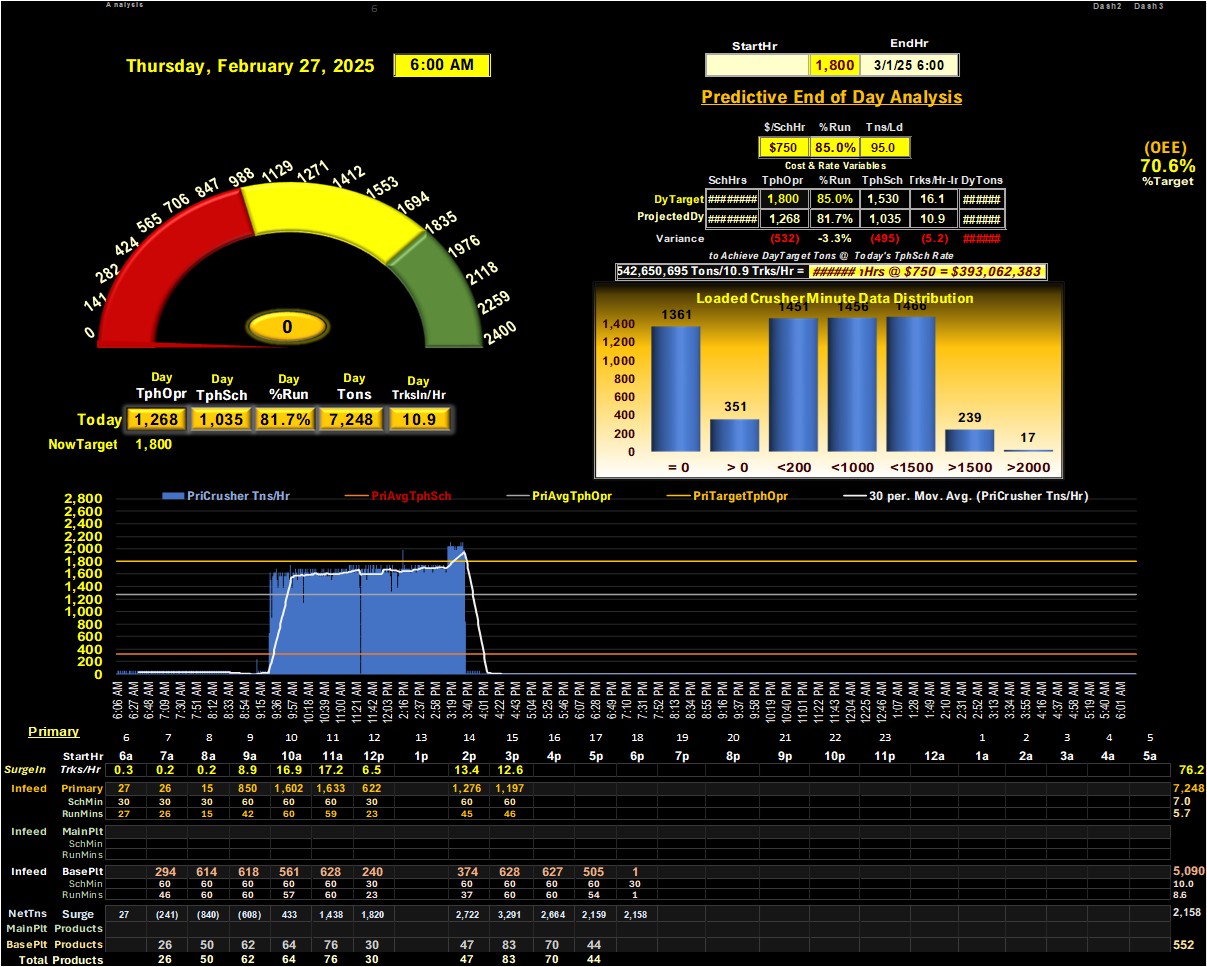 Analysis 6 Dash2 Dash3
StartHr EndHr
Thursday, February 27, 2025 6:00 AM
1,800 3/1/25 6:00
Predictive End of Day Analysis
$/SchHr %Run Tns/Ld
$750 85.0% 95.0
Cost & Rate Variables
SchHrs TphOpr %Run TphSch Trks/Hr-Ir DyTons
DyTarget ######## 1,800 85.0% 1,530 16.1 ######
ProjectedDy ######## 1,268 81.7% 1,035 10.9 ######
Variance (532) -3.3% (495) (5.2) ######
to Achieve DayTarget Tons @ Today's TphSch Rate
542,650,695 Tons/10.9 Trks/Hr = ###### ıHrs @ $750 = $393,062,383
(OEE)
70.6%
%Target
0 141 282 424 565 706 847 988 1129 1271 1412 1553 1694 1835 1976 2118 2259 2400
0
Day Day Day Day Day
TphOpr TphSch %Run Tons TrksIn/Hr
Today 1,268 1,035 81.7% 7,248 10.9
NowTarget 1,800
Loaded Crusher Minute Data Distribution
1361 351 1451 1456 1466 239 17
1,400
1,200
1,000
800
600
400
200
0
= 0 > 0 <200 <1000 <1500 >1500 >2000
PriCrusher Tns/Hr PriAvgTphSch PriAvgTphOpr PriTargetTphOpr 30 per. Mov. Avg. (PriCrusher Tns/Hr)
2,800
2,600
2,400
2,200
2,000
1,800
1,600
1,400
1,200
1,000
800
600
400
200
0
6:06 AM 6:27 AM 6:48 AM 7:09 AM 7:30 AM 7:51 AM 8:12 AM 8:33 AM 8:54 AM 9:15 AM 9:36 AM 9:57 AM 10:18 AM 10:39 AM 11:00 AM 11:21 AM 11:42 AM 12:03 PM 2:16 PM 2:37 PM 2:58 PM 3:19 PM 3:40 PM 4:01 PM 4:22 PM 4:43 PM 5:04 PM 5:25 PM 5:46 PM 6:07 PM 6:28 PM 6:49 PM 7:10 PM 7:31 PM 7:52 PM 8:13 PM 8:34 PM 8:55 PM 9:16 PM 9:37 PM 9:58 PM 10:19 PM 10:40 PM 11:01 PM 11:22 PM 11:43 PM 12:04 AM 12:25 AM 12:46 AM 1:07 AM 1:28 AM 1:49 AM 2:10 AM 2:31 AM 2:52 AM 3:13 AM 3:34 AM 3:55 AM 4:16 AM 4:37 AM 4:58 AM 5:19 AM 5:40 AM 6:01 AM
Primary 6 7 8 9 10 11 12 13 14 15 16 17 18 19 20 21 22 23 1 2 3 4 5
StartHr 6a 7a 8a 9a 10a 11a 12p 1p 2p 3p 4p 5p 6p 7p 8p 9p 10p 11p 12a 1a 2a 3a 4a 5a
SurgeIn Trks/Hr 0.3 0.2 0.2 8.9 16.9 17.2 6.5 13.4 12.6 76.2
Infeed Primary 27 26 15 850 1,602 1,633 622 1,276 1,197 7,248
SchMin 30 30 30 60 60 60 30 60 60 7.0
RunMins 27 26 15 42 60 59 23 45 46 5.7
Infeed MainPlt
SchMin
RunMins
Infeed BasePlt 294 614 618 561 628 240 374 628 627 505 1 5,090
SchMin 60 60 60 60 60 30 60 60 60 60 30 10.0
RunMins 46 60 60 57 60 23 37 60 60 54 1 8.6
NetTns Surge 27 (241) (840) (608) 433 1,438 1,820 2,722 3,291 2,664 2,159 2,158 2,158
MainPlt Products
BasePlt Products 26 50 62 64 76 30 47 83 70 44 552
Total Products 26 50 62 64 76 30 47 83 70 44